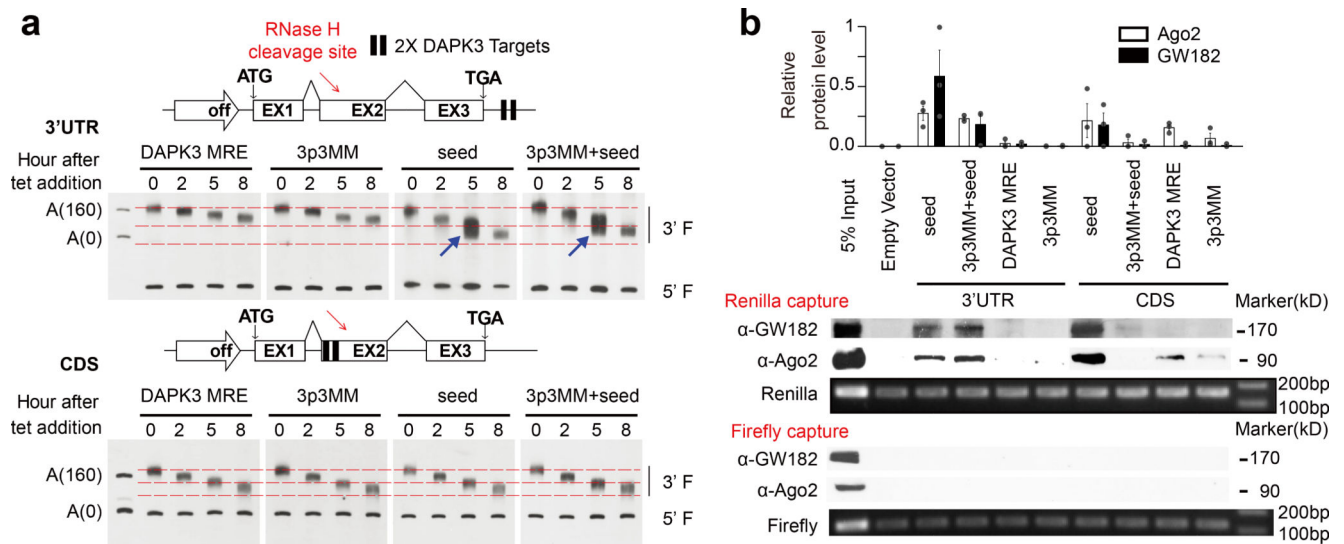 a
RNase H
cleavage site
2X DAPK3 Targets
ATG
TGA
off
EX1
EX2
EX3
3'UTR
DAPK3 MRE
3p3MM
seed
3p3MM+seed
Hour after
tet addition
0 2 5 8
0 2 5 8
0 2 5 8
0 2 5 8
A(160)
A(0)
3' F
5' F
ATG
TGA
off
EX1
EX2
EX3
CDS
DAPK3 MRE
3p3MM
seed
3p3MM+seed
Hour after
tet addition
0 2 5 8
0 2 5 8
0 2 5 8
0 2 5 8
A(160)
A(0)
3' F
5' F
b
Relative
protein level
1
0.5
0
Ago2
GW182
5% Input
Empty Vector
seed
3p3MM+seed
DAPK3 MRE
3p3MM
seed
3p3MM+seed
DAPK3 MRE
3p3MM
3'UTR
CDS
Renilla capture
Marker(kD)
α-GW182
-170
α-Ago2
- 90
Renilla
200bp
100bp
Firefly capture
Marker(kD)
α-GW182
-170
α-Ago2
- 90
Firefly
200bp
100bp